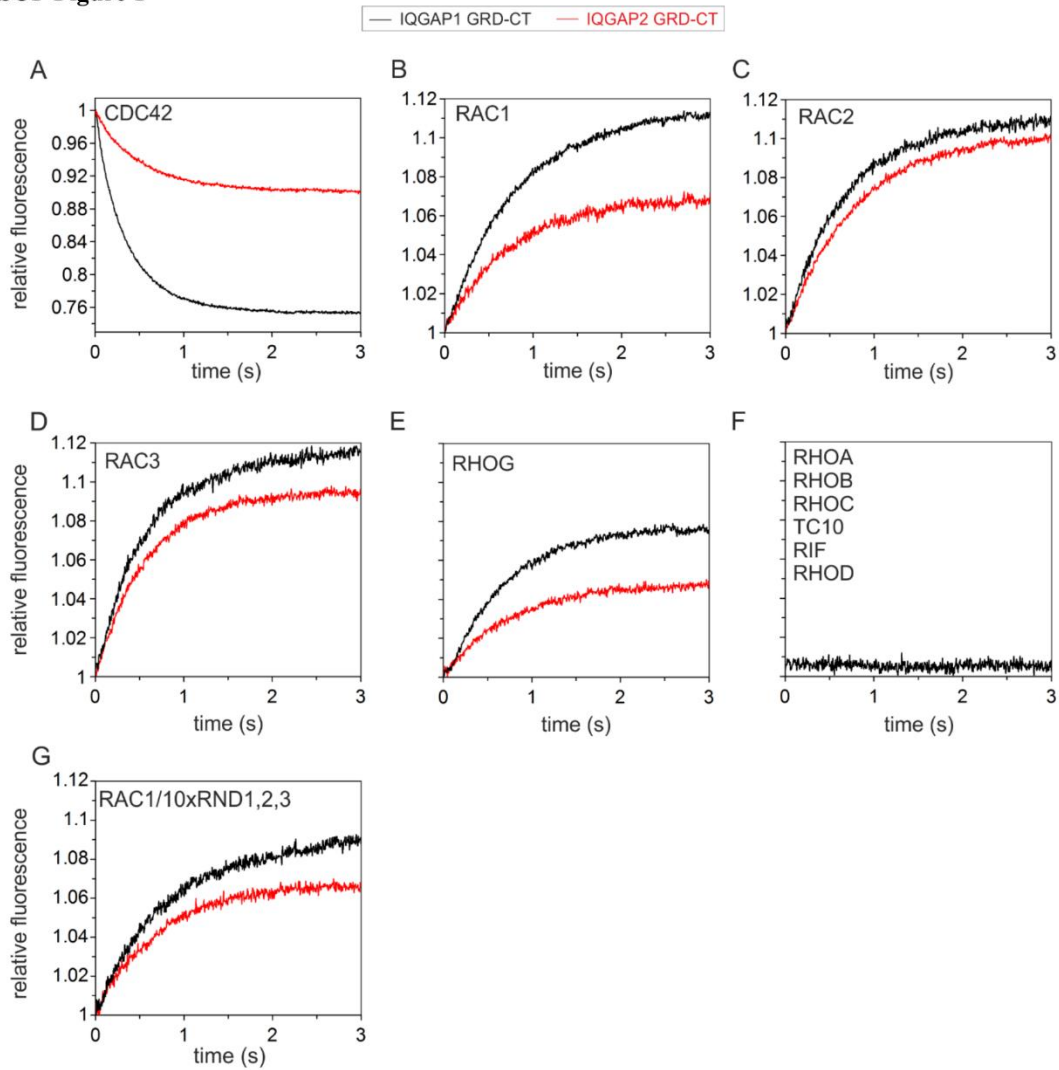 IQGAP1 GRD-CT IQGAP2 GRD-CT
A
CDC42
relative fluorescence
1
0.96
0.92
0.88
0.84
0.8
0.76
0 1 2 3
time (s)
B
RAC1
1.12
1.1
1.08
1.06
1.04
1.02
1
0 1 2 3
time (s)
C
RAC2
1.12
1.1
1.08
1.06
1.04
1.02
1
0 1 2 3
time (s)
D
RAC3
relative fluorescence
1.12
1.1
1.08
1.06
1.04
1.02
1
0 1 2 3
time (s)
E
RHOG
0 1 2 3
time (s)
F
RHOA
RHOB
RHOC
TC10
RIF
RHOD
0 1 2 3
time (s)
G
RAC1/10xRND1,2,3
relative fluorescence
1.12
1.1
1.08
1.06
1.04
1.02
1
0 1 2 3
time (s)